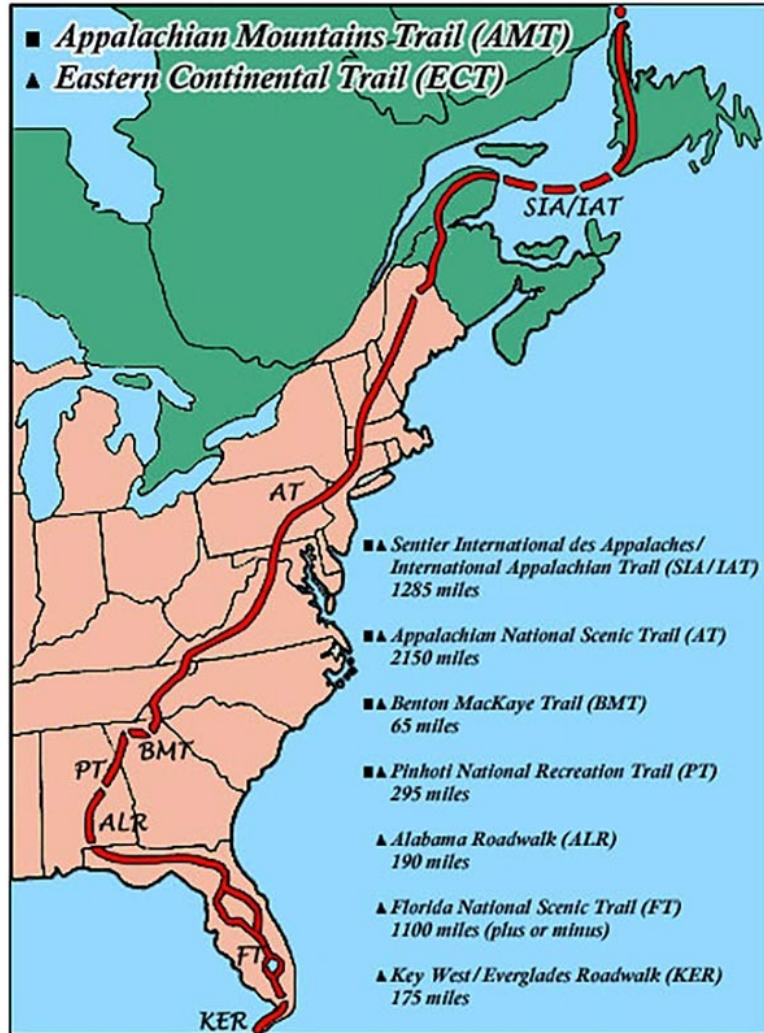 ■ Appalachian Mountains Trail (AMT)
▲ Eastern Continental Trail (ECT)
SIA/IAT
AT
■▲ Sentier International des Appalaches/
International Appalachian Trail (SIA/IAT)
1285 miles
■▲ Appalachian National Scenic Trail (AT)
2150 miles
■▲ Benton MacKaye Trail (BMT)
65 miles
BMT
PT
■▲ Pinhoti National Recreation Trail (PT)
295 miles
ALR
▲ Alabama Roadwalk (ALR)
190 miles
▲ Florida National Scenic Trail (FT)
1100 miles (plus or minus)
FT
▲ Key West/Everglades Roadwalk (KER)
175 miles
KER